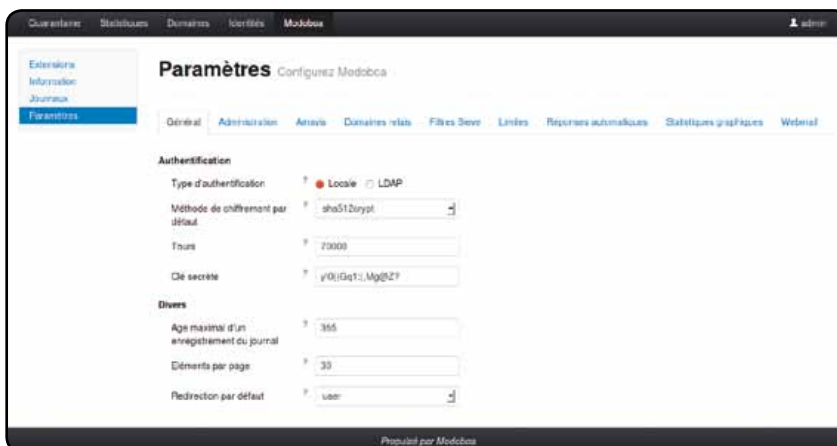 Quarantaine Statistiques Domaines Identités Modoboa admin
Extensions
Information
Journaux
Paramètres
Paramètres Configurez Modoboa
Général Administration Amavis Domaines relais Filtres Sieve Limites Réponses automatiques Statistiques graphiques Webmail
Authentification
Type d'authentification ? Locale LDAP
Méthode de chiffrement par
défaut ? sha512crypt
Tours ? 70000
Clé secrète ?
Divers
Age maximal d'un
enregistrement du journal ? 365
Eléments par page ? 30
Redirection par défaut ? user
Propulsé par Modoboa